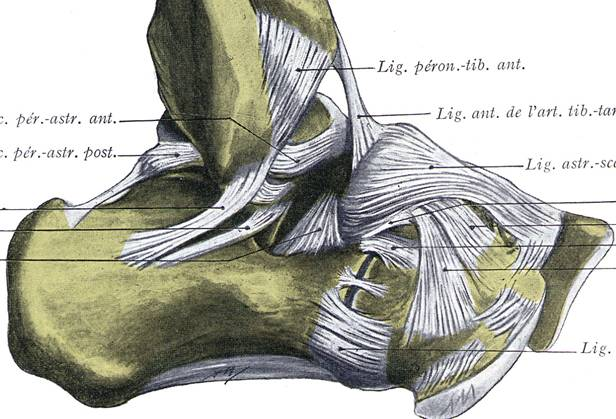 Lig. péron.-tib. ant.
c. pér.-astr. ant.
Lig. ant. de l'art. tib.-tar
c. pér.-astr. post.
Lig. astr.-sca
Lig.